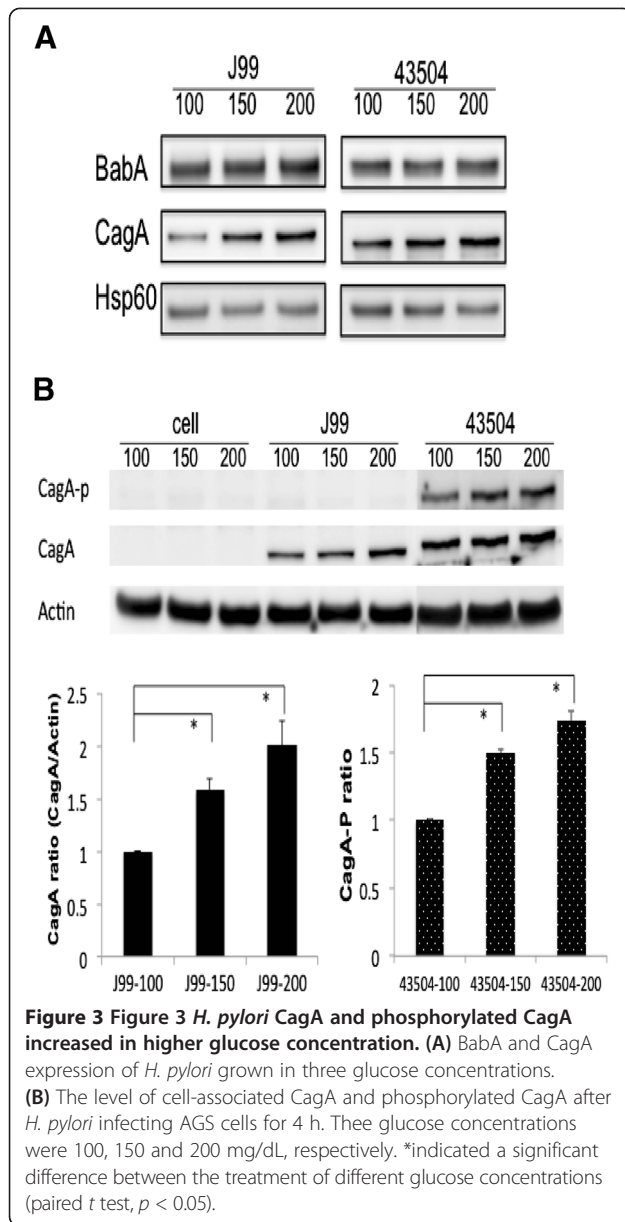 A
J99 43504
100 150 200 100 150 200
BabA
CagA
Hsp60
B
cell J99 43504
100 150 200 100 150 200 100 150 200
CagA-p
CagA
Actin
CagA ratio (CagA/Actin)
2.5
2
1.5
1
0.5
0
*
*
J99-100 J99-150 J99-200
CagA-P ratio
2
1.5
1
0.5
0
*
*
43504-100 43504-150 43504-200
Figure 3 Figure 3 H. pylori CagA and phosphorylated CagA
increased in higher glucose concentration. (A) BabA and CagA
expression of H. pylori grown in three glucose concentrations.
(B) The level of cell-associated CagA and phosphorylated CagA after
H. pylori infecting AGS cells for 4 h. Thee glucose concentrations
were 100, 150 and 200 mg/dL, respectively. *indicated a significant
difference between the treatment of different glucose concentrations
(paired t test, p < 0.05).